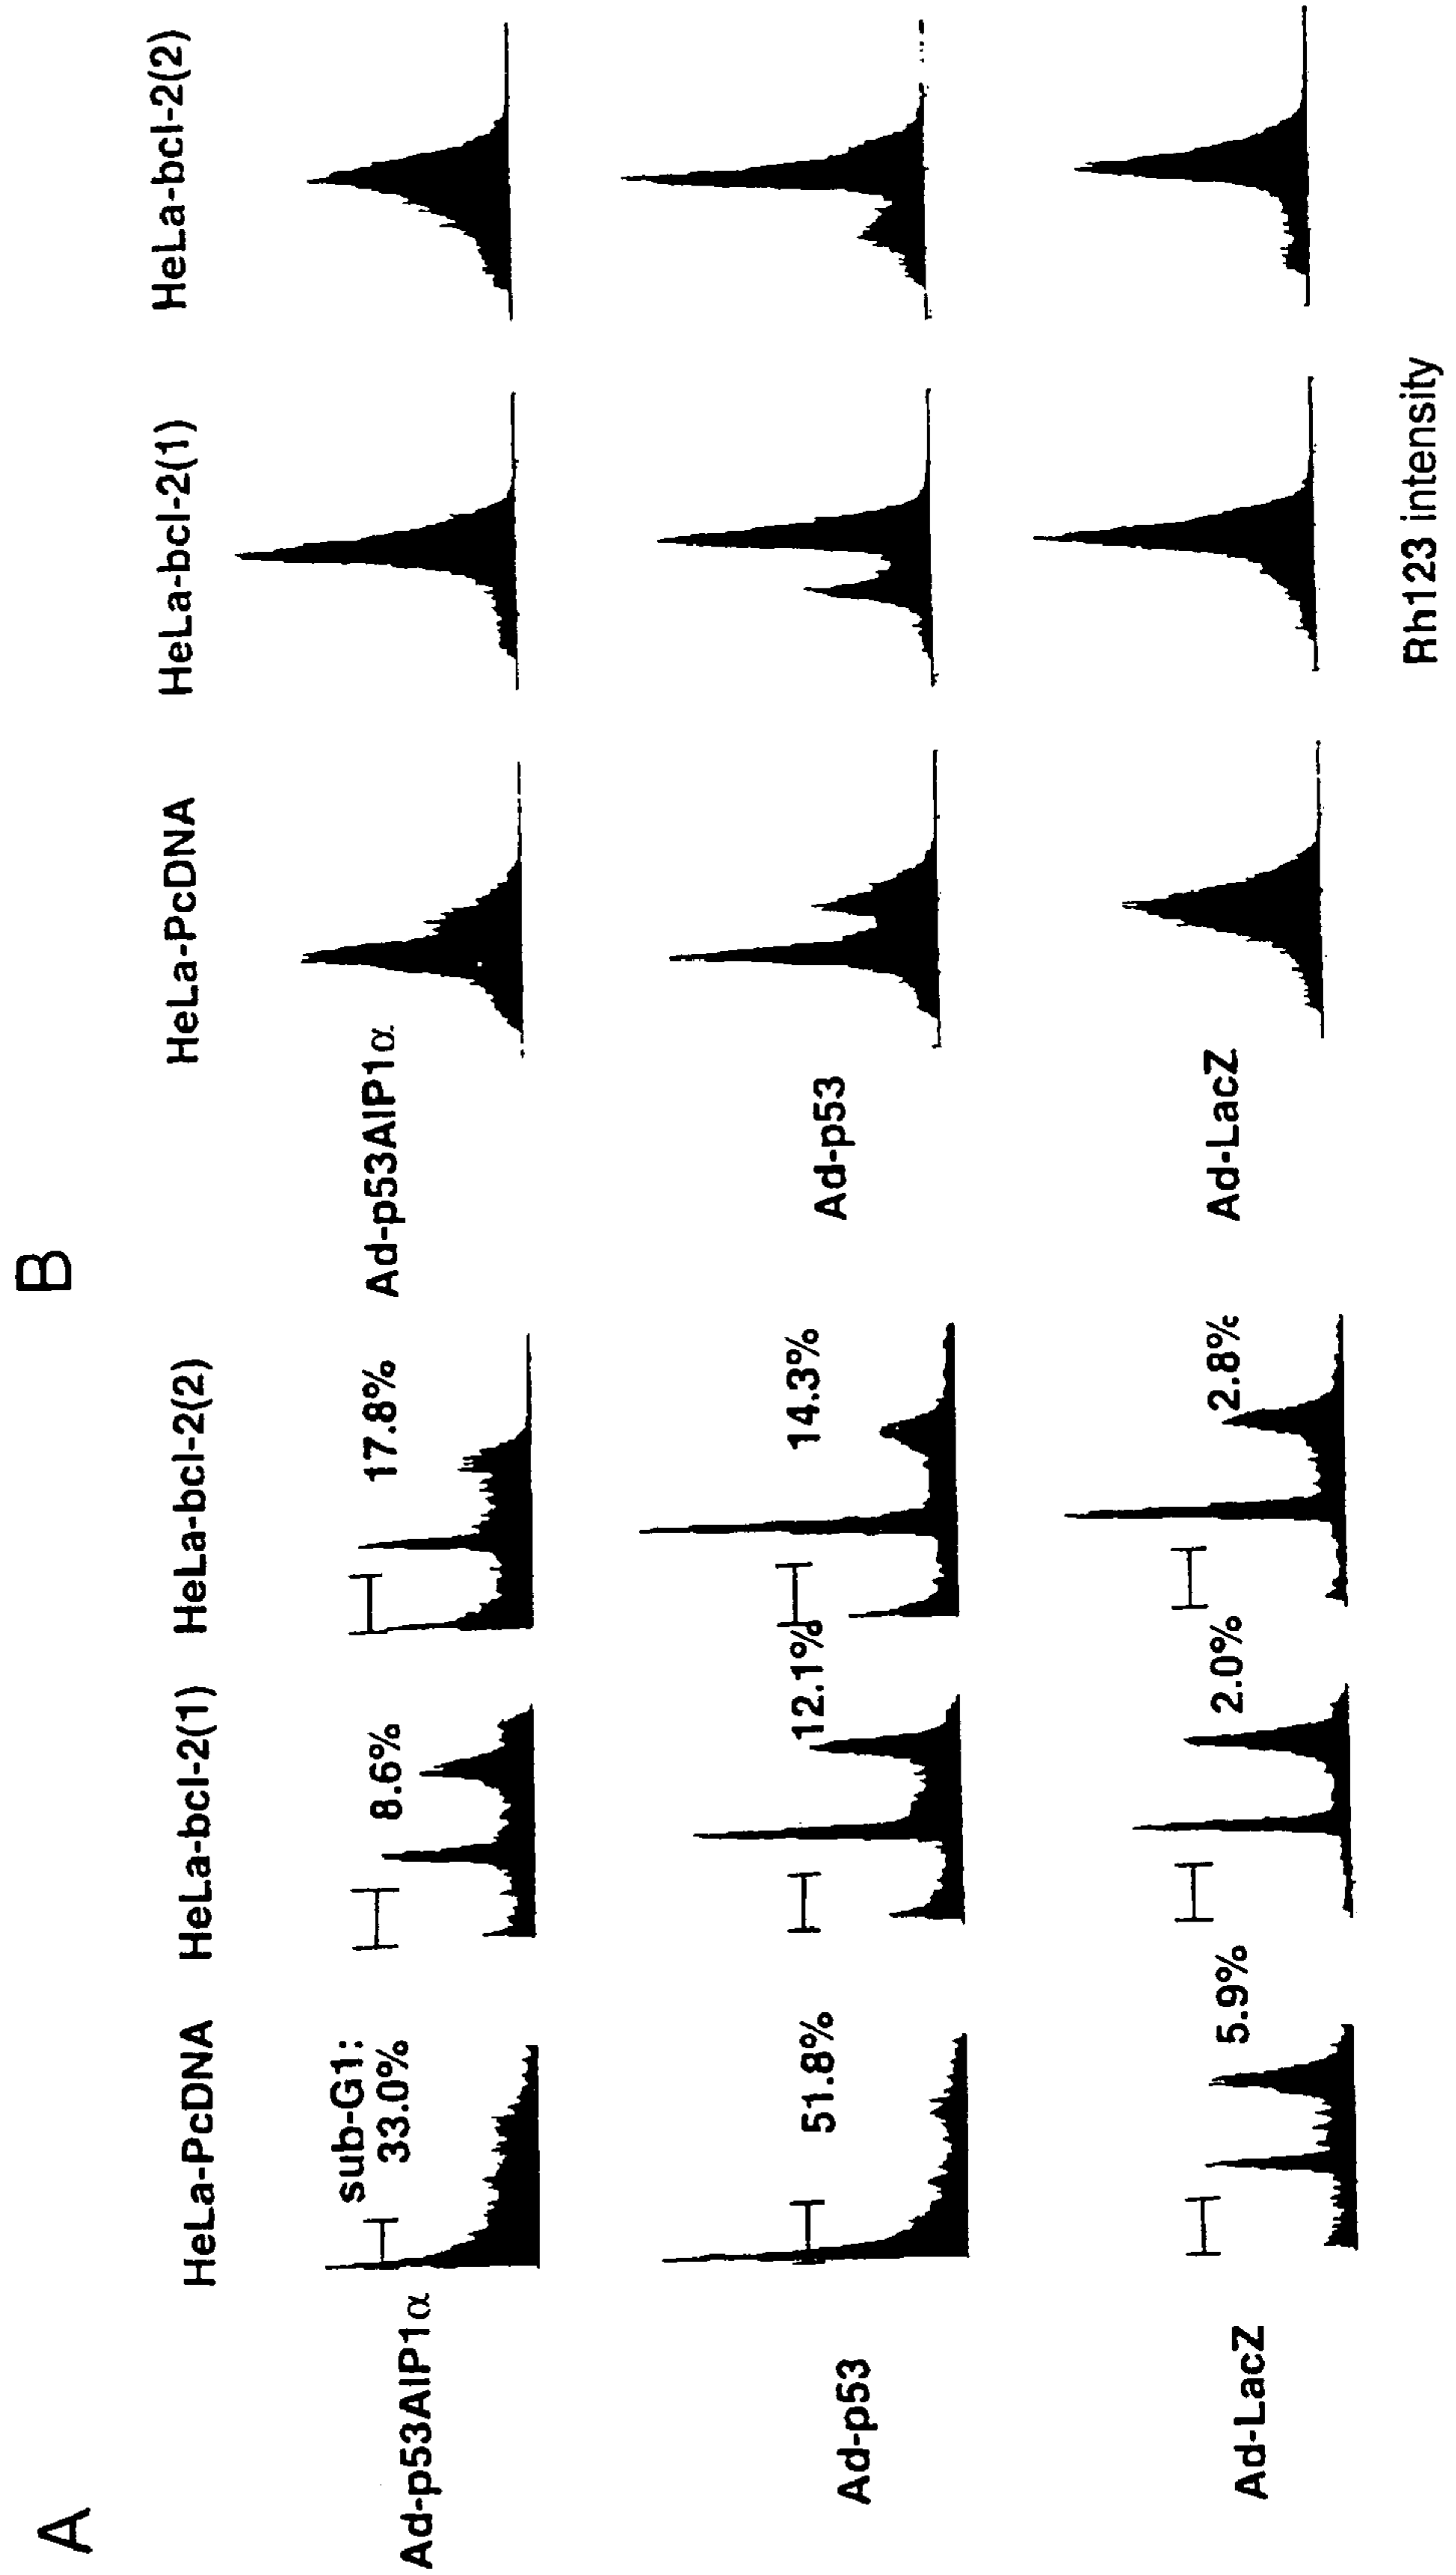 A
HeLa-PcDNA HeLa-bcl-2(1) HeLa-bcl-2(2)
Ad-p53AIP1α sub-G1: 33.0% 8.6% 17.8%
Ad-p53 51.8% 12.1% 14.3%
Ad-LacZ 5.9% 2.0% 2.8%
B
HeLa-PcDNA HeLa-bcl-2(1) HeLa-bcl-2(2)
Ad-p53AIP1α
Ad-p53
Ad-LacZ
Rh123 intensity